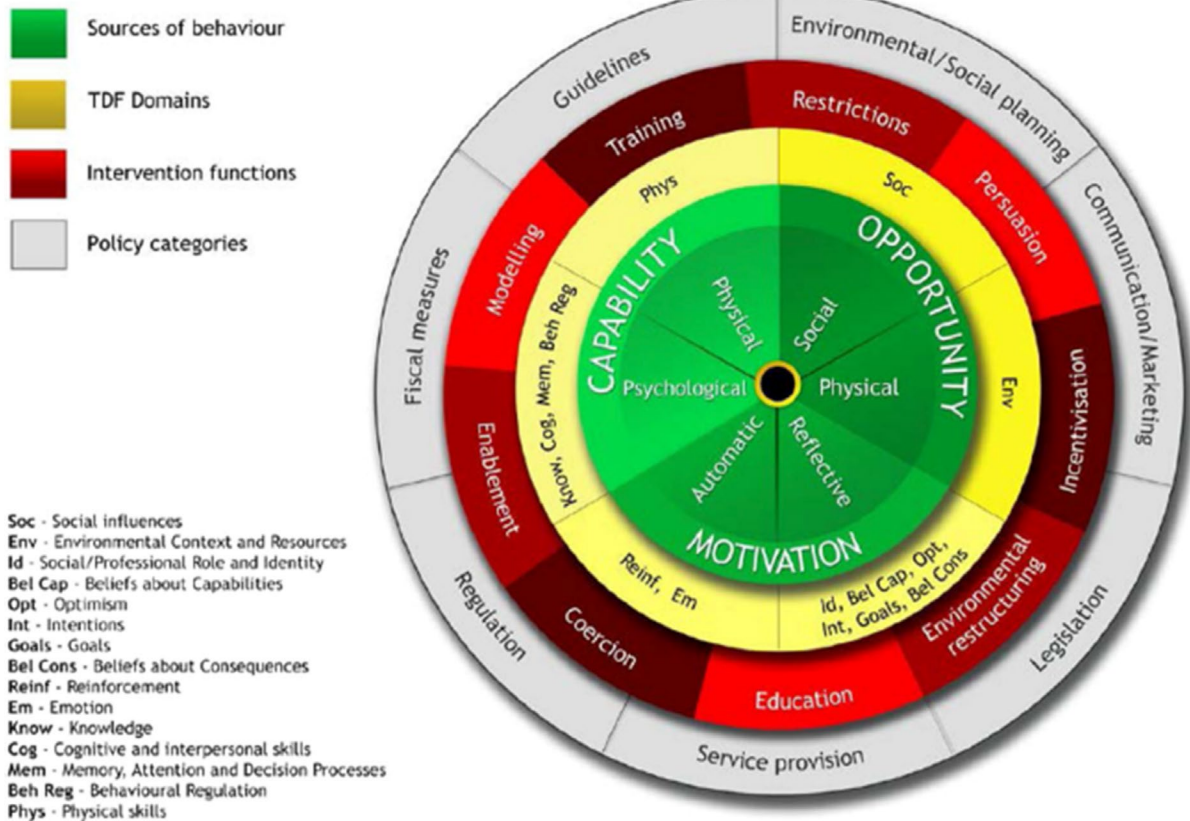 Sources of behaviour
TDF Domains
Intervention functions
Policy categories
Soc - Social influences
Env - Environmental Context and Resources
Id - Social/Professional Role and Identity
Bel Cap - Beliefs about Capabilities
Opt - Optimism
Int - Intentions
Goals - Goals
Bel Cons - Beliefs about Consequences
Reinf - Reinforcement
Em - Emotion
Know - Knowledge
Cog - Cognitive and interpersonal skills
Mem - Memory, Attention and Decision Processes
Beh Reg - Behavioural Regulation
Phys - Physical skills
Guidelines
Environmental/Social planning
Communication/Marketing
Legislation
Service provision
Regulation
Fiscal measures
Training
Restrictions
Persuasion
Incentivisation
Environmental
restructuring
Education
Coercion
Enablement
Modelling
Phys
Soc
Env
Id, Bel Cap, Opt,
Int, Goals, Bel Cons
Reinf, Em
Know, Cog, Mem, Beh Reg
CAPABILITY
OPPORTUNITY
MOTIVATION
Physical
Social
Physical
Reflective
Automatic
Psychological